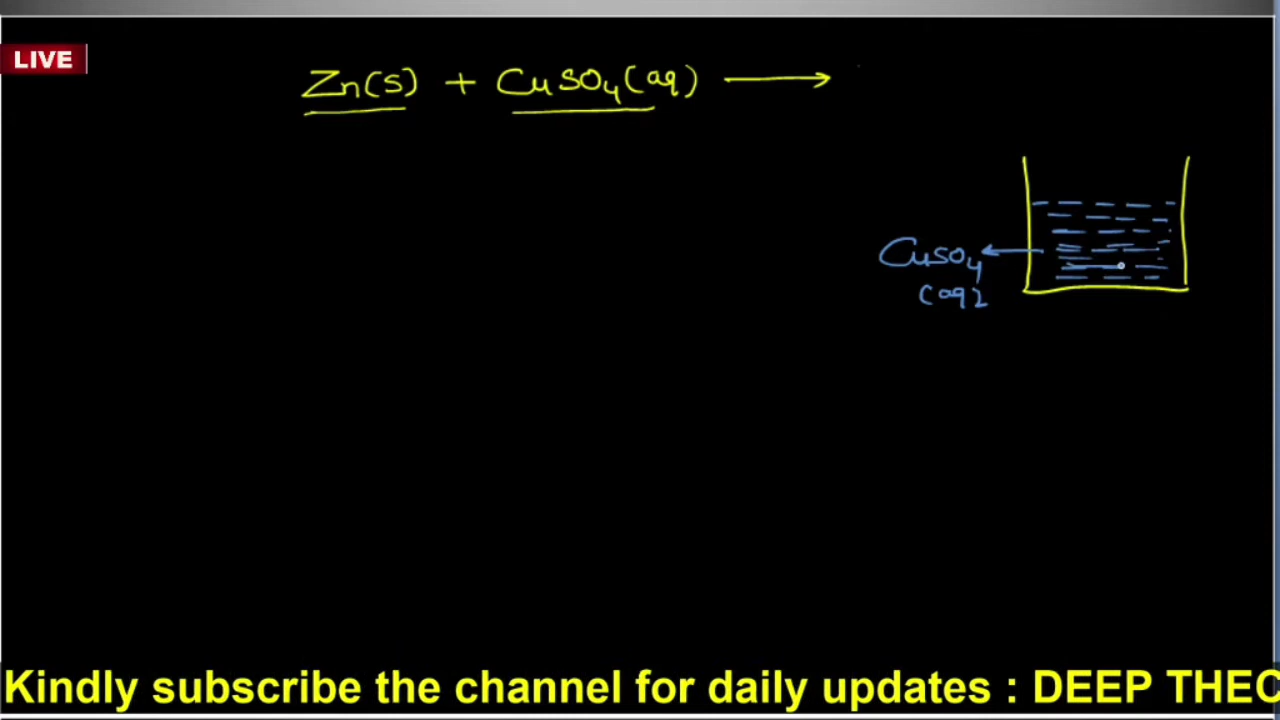 LIVE
Zn(s) + CuSO₄(aq) ⟶
CuSO₄
(aq)
Kindly subscribe the channel for daily updates : DEEP THEC